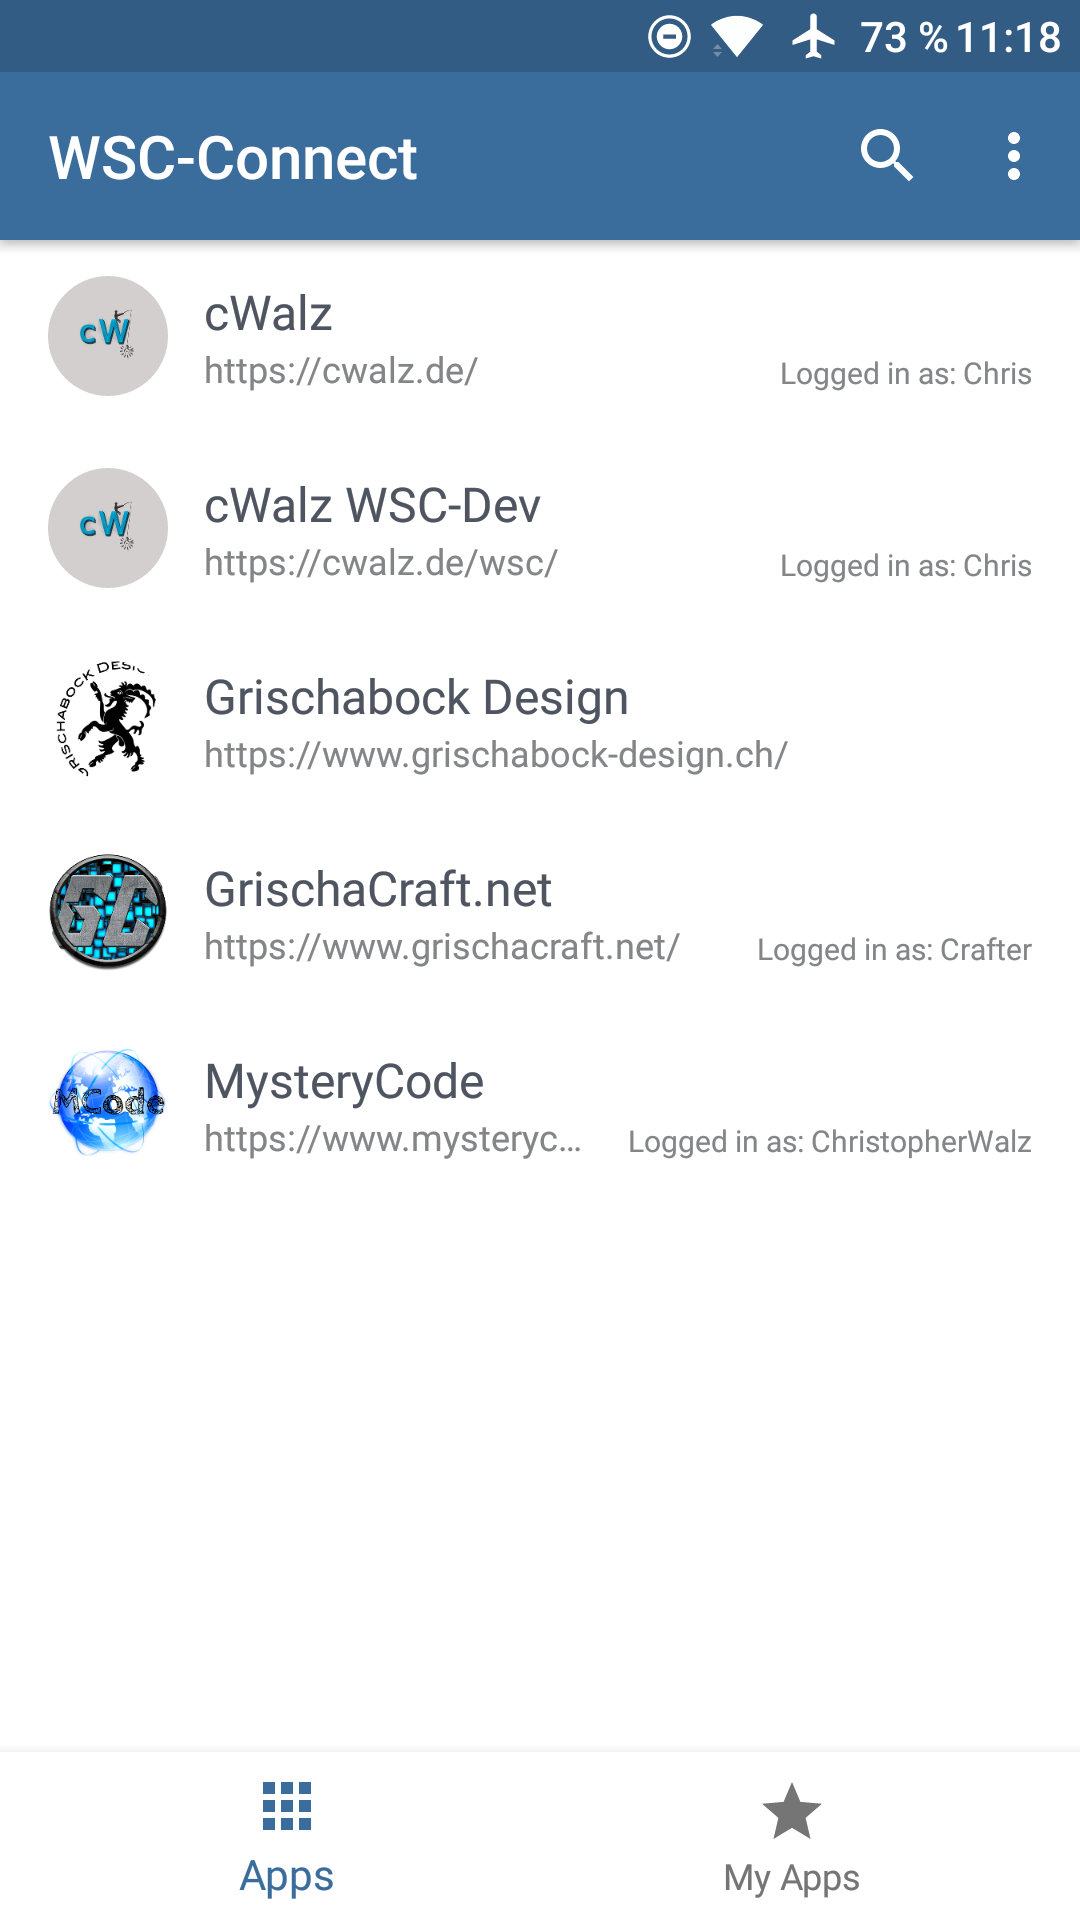 73 % 11:18
WSC-Connect
cW
cWalz
https://cwalz.de/
Logged in as: Chris
cW
cWalz WSC-Dev
https://cwalz.de/wsc/
Logged in as: Chris
GRISCHABOCK DESIG
Grischabock Design
https://www.grischabock-design.ch/
GC
GrischaCraft.net
https://www.grischacraft.net/
Logged in as: Crafter
MCode
MysteryCode
https://www.mysteryc...
Logged in as: ChristopherWalz
Apps
My Apps